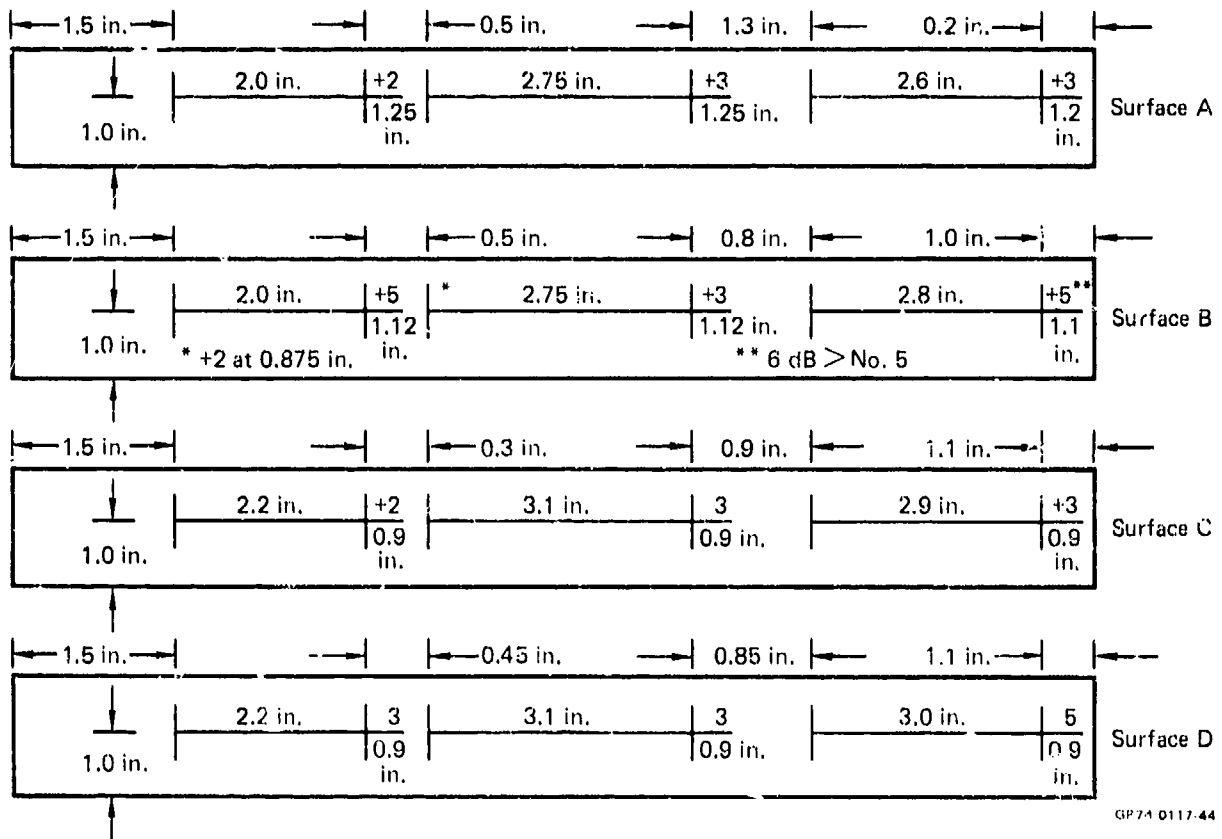 1.5 in. 0.5 in. 1.3 in. 0.2 in.
2.0 in. +2 2.75 in. +3 2.6 in. +3
1.25 in. 1.25 in. 1.2 in.
1.0 in.
Surface A
1.5 in. 0.5 in. 0.8 in. 1.0 in.
2.0 in. +5 * 2.75 in. +3 2.8 in. +5**
1.12 in. 1.12 in. 1.1 in.
1.0 in.
* +2 at 0.875 in. ** 6 dB > No. 5
Surface B
1.5 in. 0.3 in. 0.9 in. 1.1 in.
2.2 in. +2 3.1 in. 3 2.9 in. +3
0.9 in. 0.9 in. 0.9 in.
1.0 in.
Surface C
1.5 in. 0.45 in. 0.85 in. 1.1 in.
2.2 in. 3 3.1 in. 3 3.0 in. 5
0.9 in. 0.9 in. 0.9 in.
1.0 in.
Surface D
GP74 0117-44